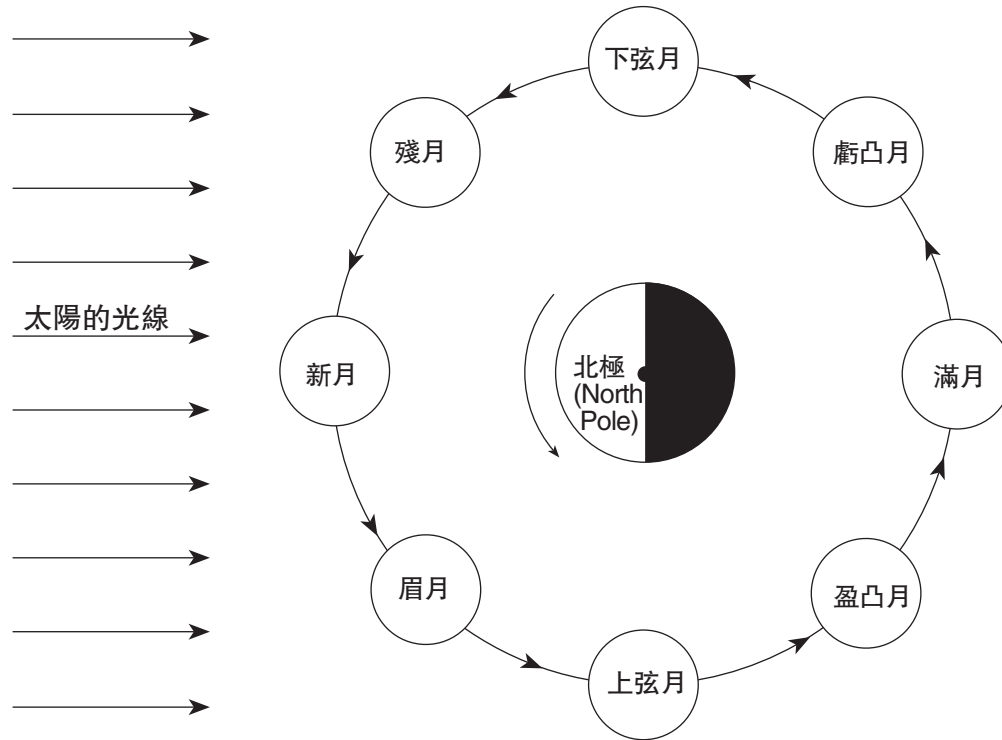 下弦月
殘月
虧凸月
太陽的光線
新月
北極
(North
Pole)
滿月
眉月
盈凸月
上弦月